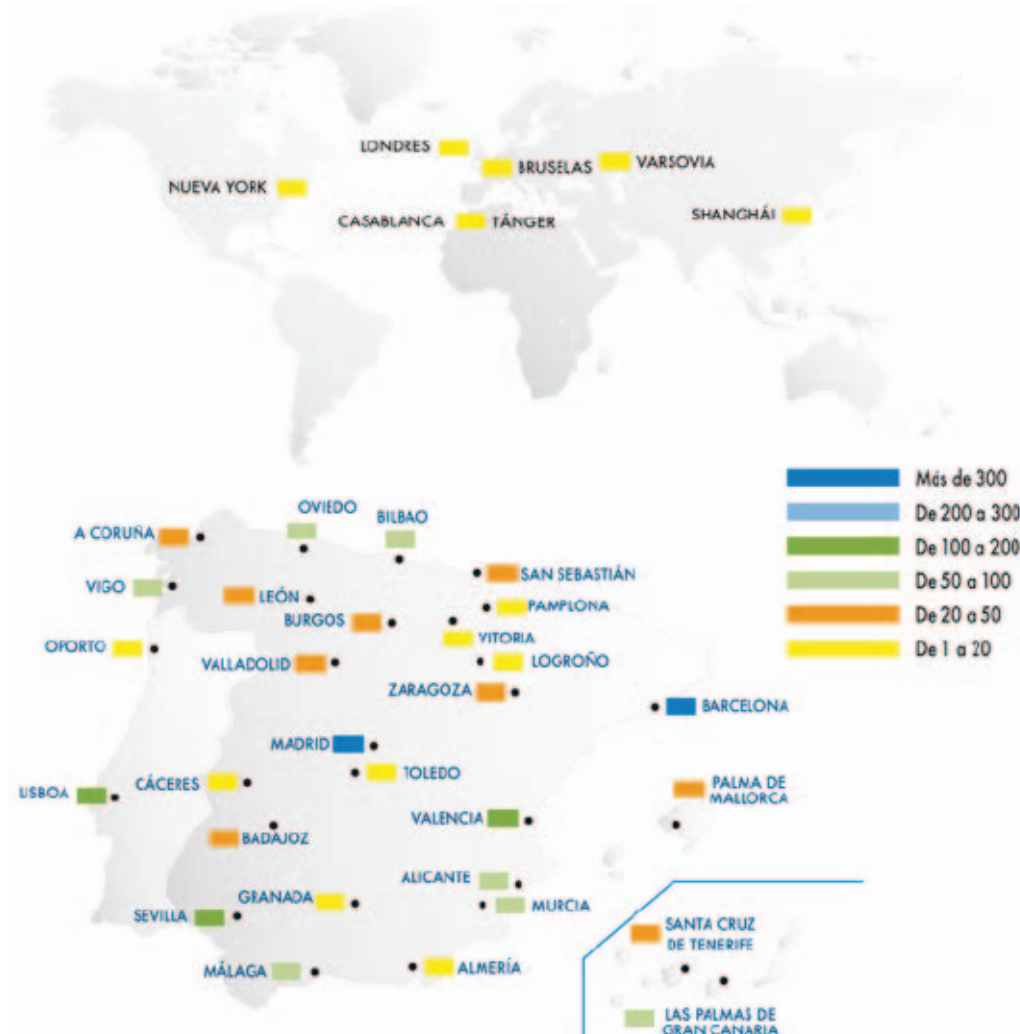 LONDRES
BRUSELAS
VARSOVIA
NUEVA YORK
CASABLANCA
TÁNGER
SHANGHÁI
Más de 300
De 200 a 300
De 100 a 200
De 50 a 100
De 20 a 50
De 1 a 20
OVIEDO
BILBAO
A CORUÑA
SAN SEBASTIÁN
VIGO
LEÓN
PAMPLONA
BURGOS
VITORIA
OPORTO
VALLADOLID
LOGROÑO
ZARAGOZA
BARCELONA
MADRID
TOLEDO
CÁCERES
LISBOA
PALMA DE
MALLORCA
VALENCIA
BADAJOZ
ALICANTE
GRANADA
MURCIA
SEVILLA
SANTA CRUZ
DE TENERIFE
MÁLAGA
ALMERÍA
LAS PALMAS DE
GRAN CANARIA